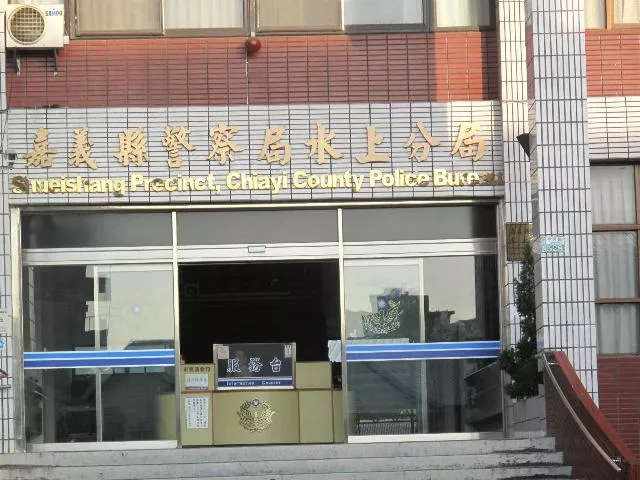 SAMPO
嘉義縣警察局水上分局
Shueishang Precinct, Chiayi County Police Bureau
服務台
Information Counter